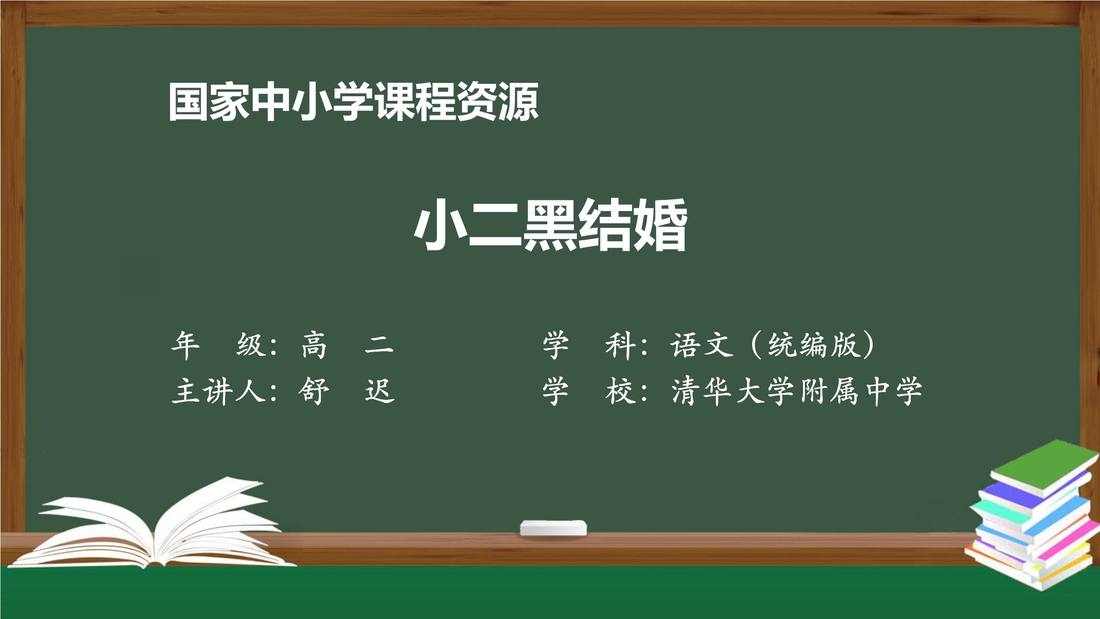 国家中小学课程资源
小二黑结婚
年 级：高 二 学 科：语文（统编版）
主讲人：舒 迟 学 校：清华大学附属中学